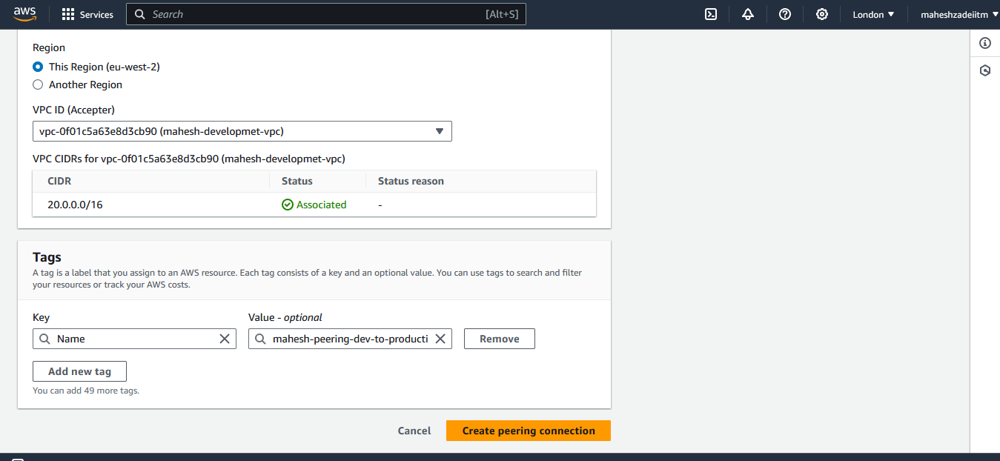 aws
Services
Search
[Alt+S]
London
maheshzadeiitm
Region
This Region (eu-west-2)
Another Region
VPC ID (Accepter)
vpc-0f01c5a63e8d3cb90 (mahesh-developmet-vpc)
VPC CIDRs for vpc-0f01c5a63e8d3cb90 (mahesh-developmet-vpc)
CIDR Status Status reason
20.0.0.0/16 Associated -
Tags
A tag is a label that you assign to an AWS resource. Each tag consists of a key and an optional value. You can use tags to search and filter
your resources or track your AWS costs.
Key Value - optional
Name mahesh-peering-dev-to-producti Remove
Add new tag
You can add 49 more tags.
Cancel Create peering connection